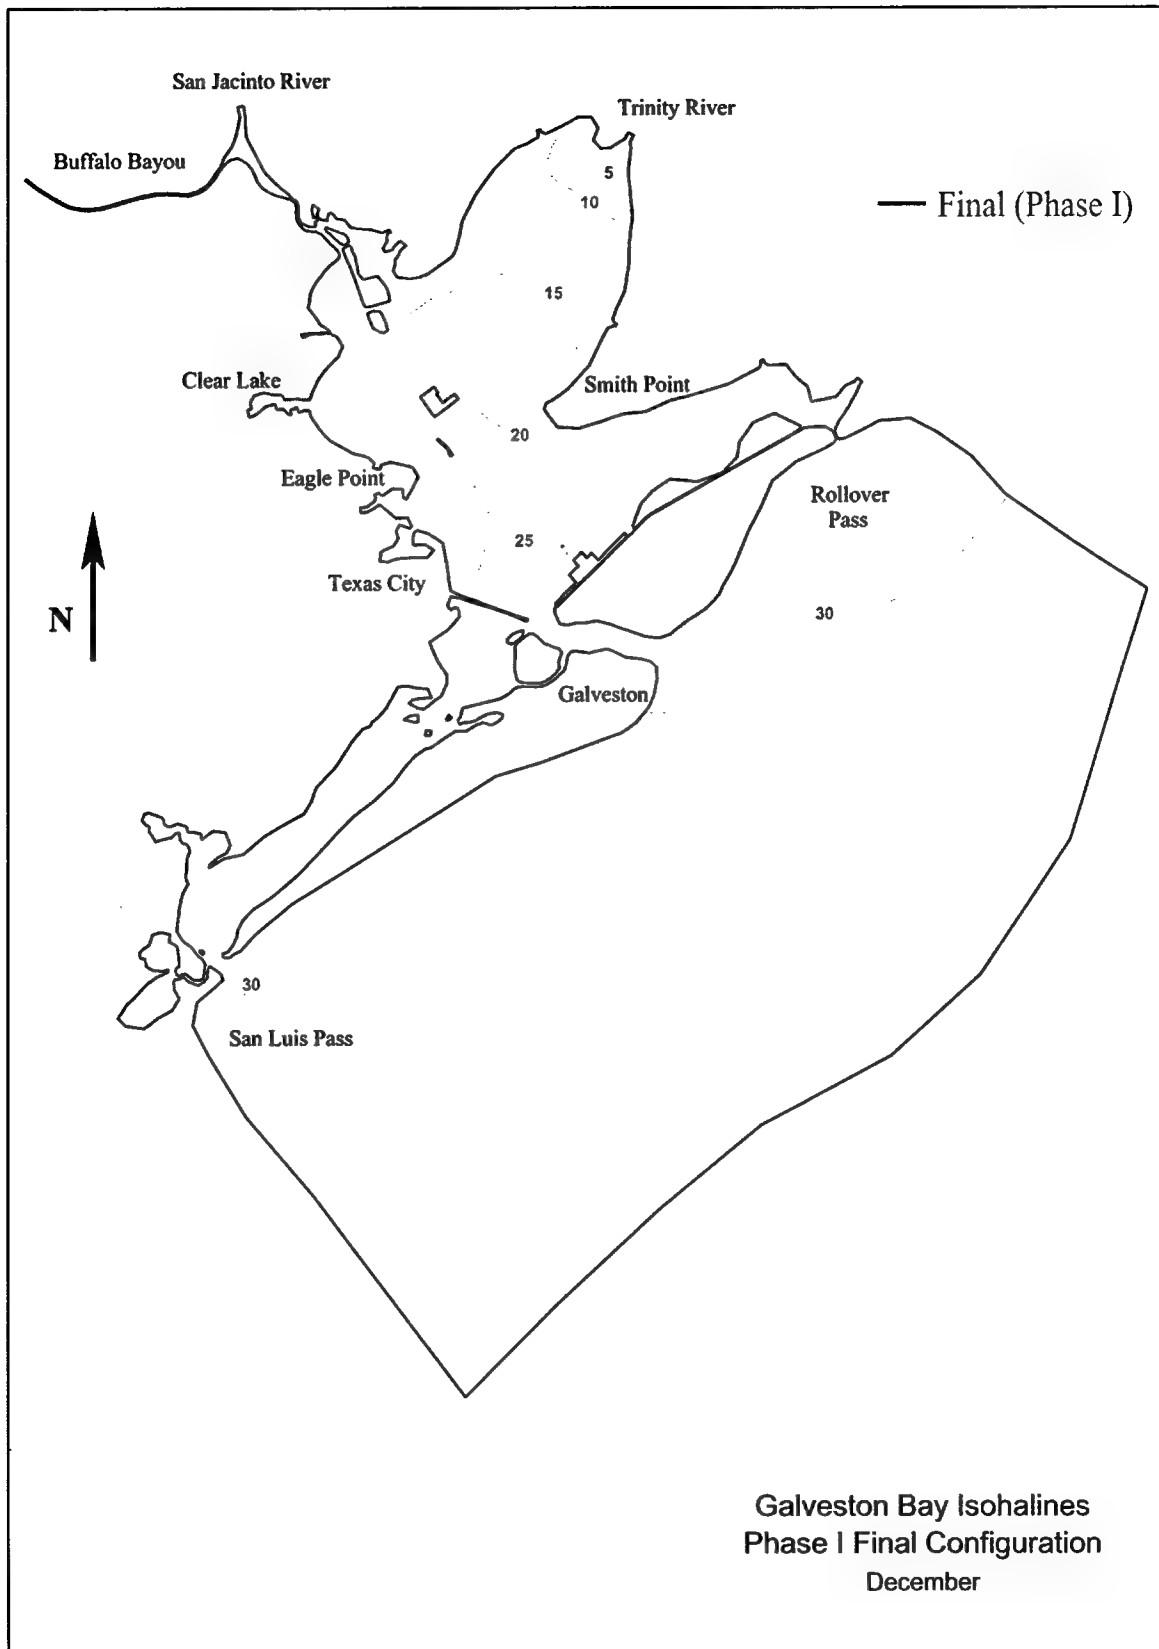 San Jacinto River
Trinity River
Buffalo Bayou
5
10
Final (Phase I)
15
Clear Lake
Smith Point
20
Eagle Point
Rollover
Pass
25
Texas City
30
N
Galveston
30
San Luis Pass
Galveston Bay Isohalines
Phase I Final Configuration
December